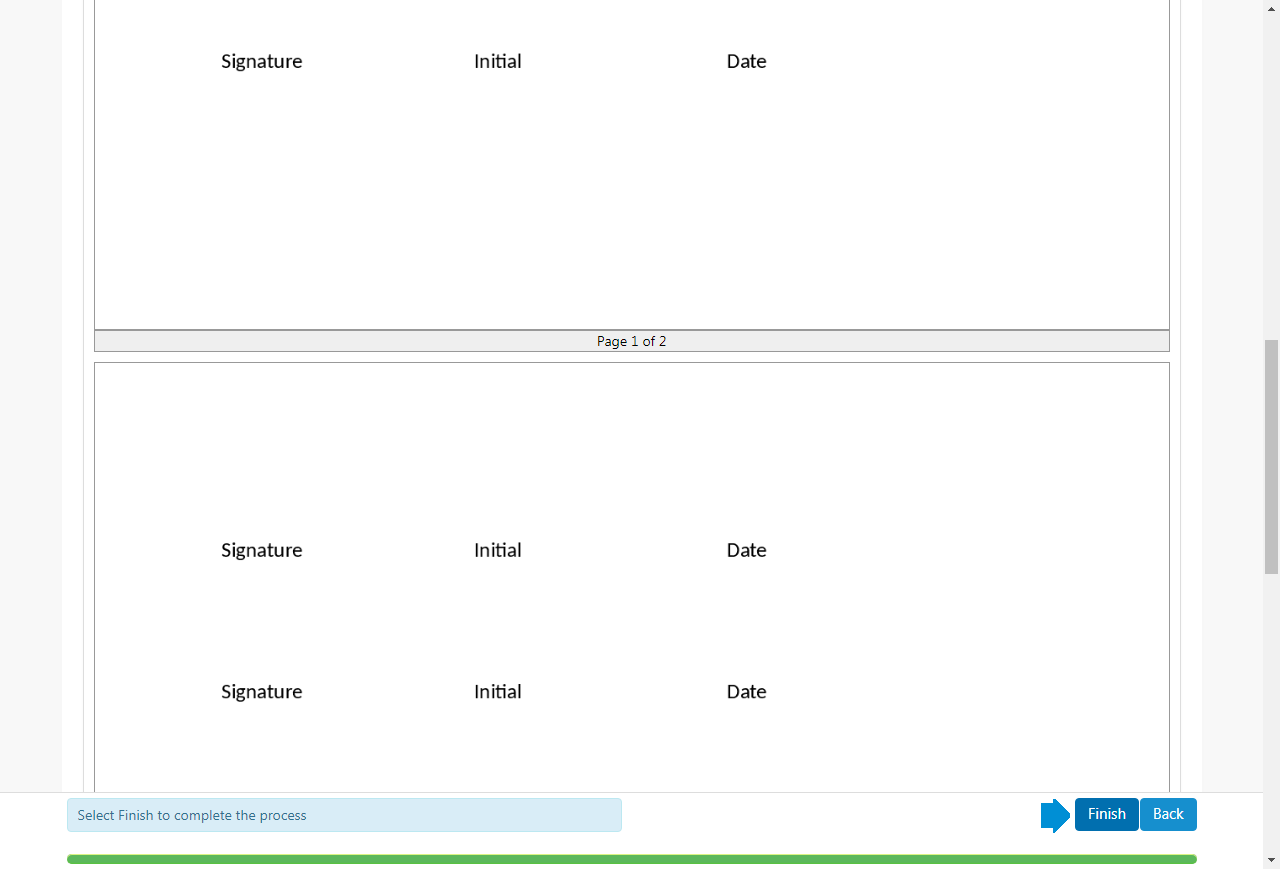 Signature Initial Date
Page 1 of 2
Signature Initial Date
Signature Initial Date
Select Finish to complete the process Finish Back